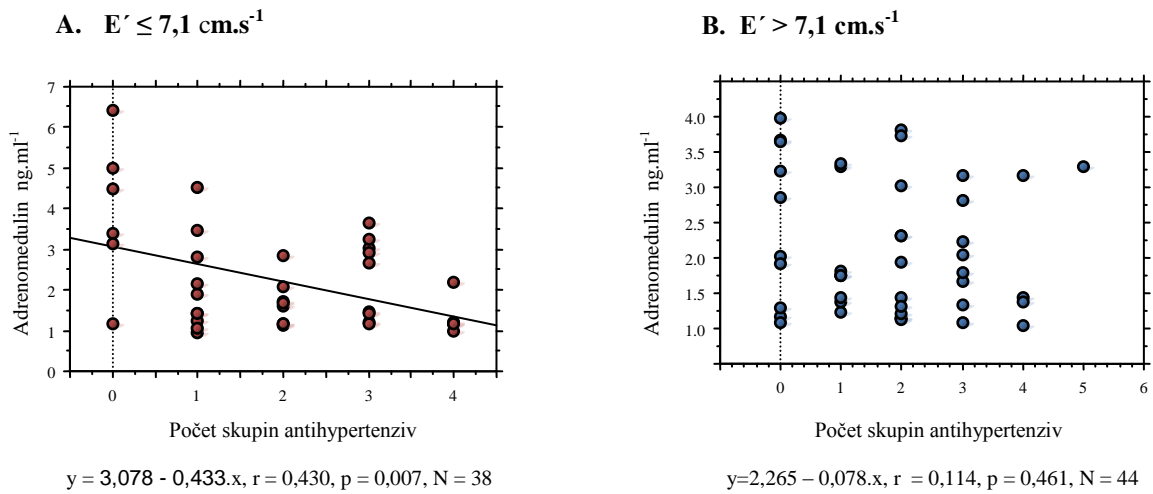 A. E´ ≤ 7,1 cm.s-1
7
6
5
4
3
2
1
0
Adrenomedulin ng.ml-1
0 1 2 3 4
Počet skupin antihypertenziv
y = 3,078 - 0,433.x, r = 0,430, p = 0,007, N = 38
B. E´ > 7,1 cm.s-1
4.0
3.5
3.0
2.5
2.0
1.5
1.0
Adrenomedulin ng.ml-1
0 1 2 3 4 5 6
Počet skupin antihypertenziv
y=2,265 – 0,078.x, r = 0,114, p = 0,461, N = 44